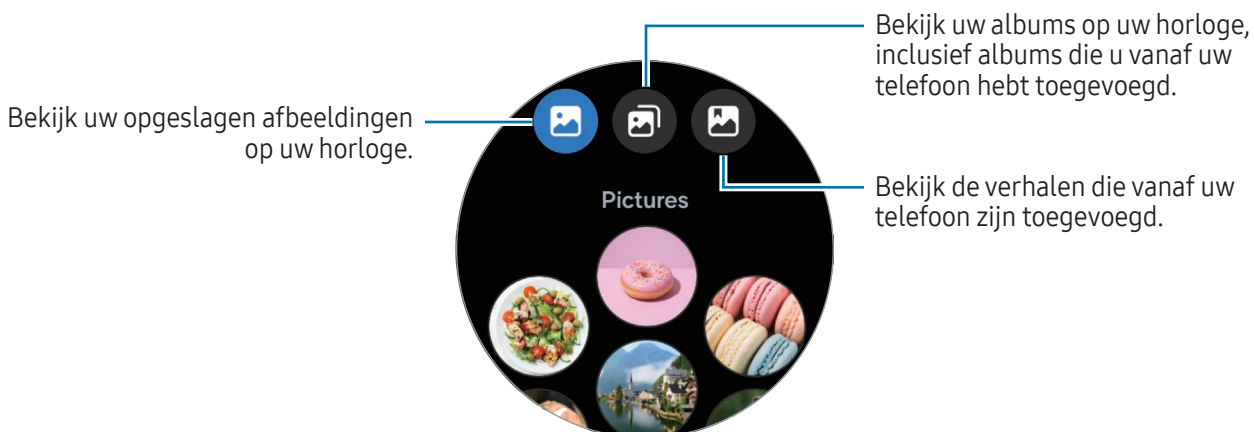 Bekijk uw albums op uw horloge,
inclusief albums die u vanaf uw
telefoon hebt toegevoegd.
Bekijk uw opgeslagen afbeeldingen
op uw horloge.
Bekijk de verhalen die vanaf uw
telefoon zijn toegevoegd.
Pictures